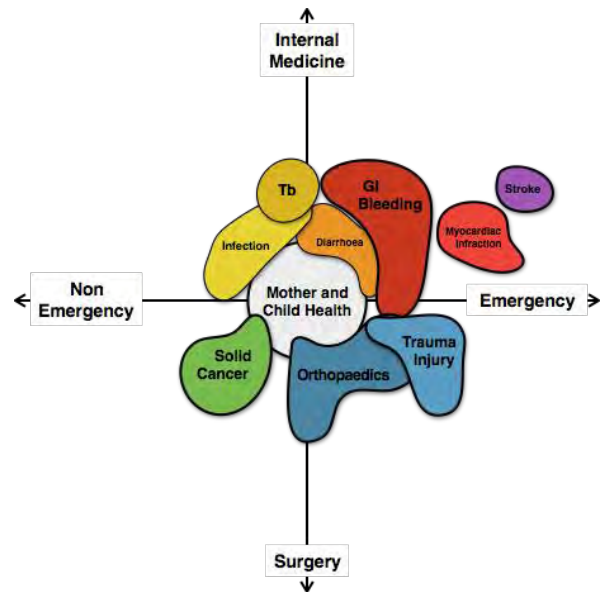 Internal
Medicine
Tb
GI
Bleeding
Stroke
Infection
Diarrhoea
Myocardiac
Infraction
Non
Emergency
Mother and
Child Health
Emergency
Solid
Cancer
Orthopaedics
Trauma
Injury
Surgery